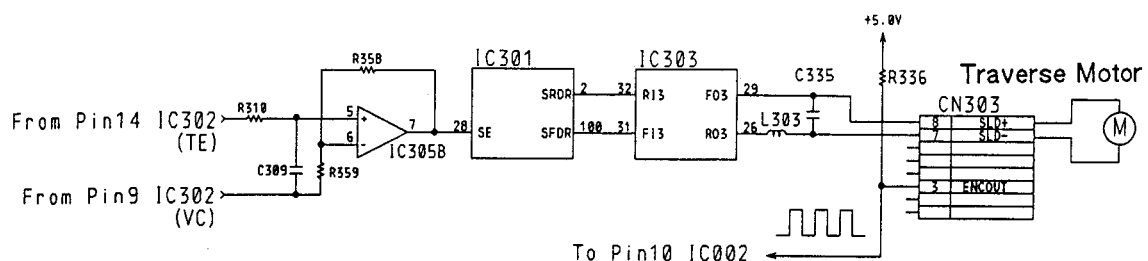 +5.0V
R358
IC301
IC303
C335
R336
Traverse Motor
CN303
From Pin14 IC302
(TE)
R310
5
+
6
-
7
IC305B
28
SE
SRDR
2
SFDR
100
32
RI3
31
FI3
FO3
29
RO3
26
L303
8
SLD+
7
SLD-
M
C309
R359
From Pin9 IC302
(VC)
3
ENCOUT
To Pin10 IC002